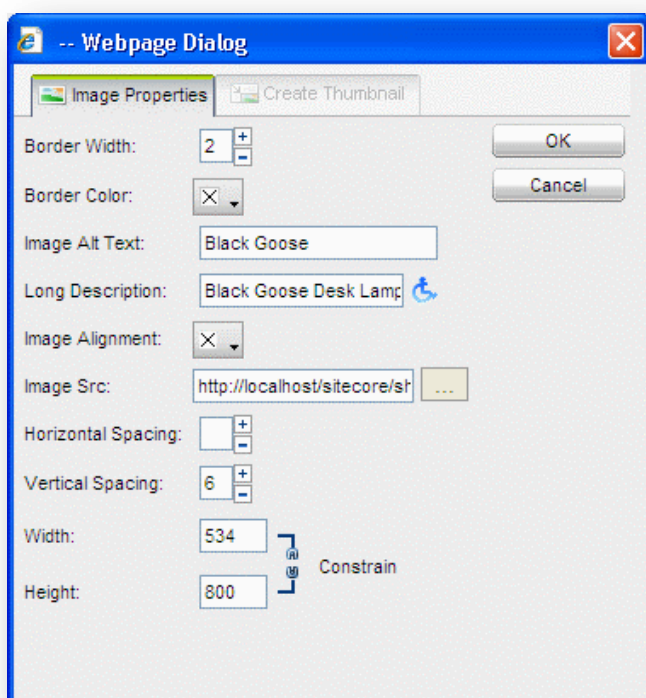 -- Webpage Dialog
Image Properties Create Thumbnail
Border Width: 2 OK
Border Color: Cancel
Image Alt Text: Black Goose
Long Description: Black Goose Desk Lamp
Image Alignment:
Image Src: http://localhost/sitecore/sh ...
Horizontal Spacing:
Vertical Spacing: 6
Width: 534
Constrain
Height: 800